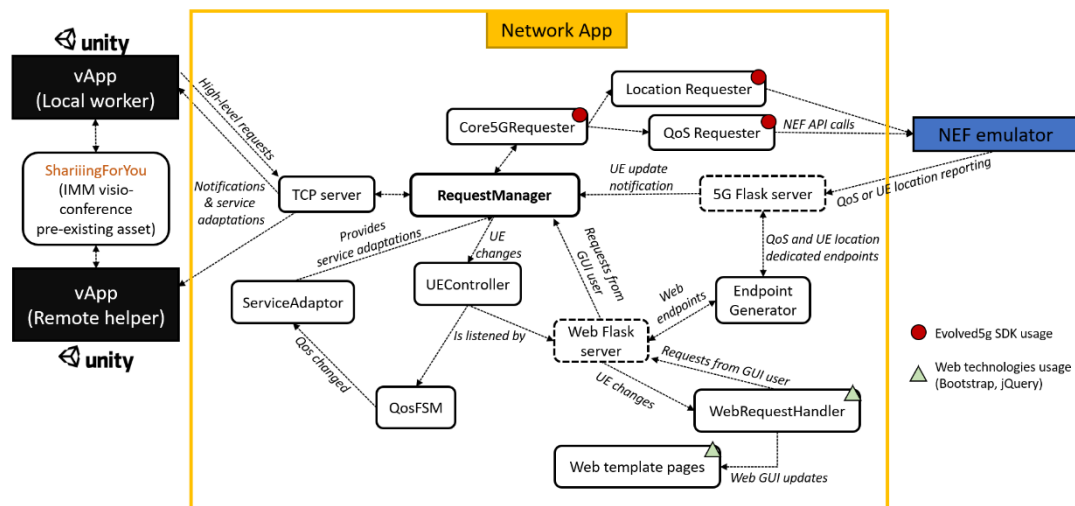 Network App
unity
vApp
(Local worker)
High-level requests
Location Requester
Core5GRequester
QoS Requester
NEF API calls
NEF emulator
ShariiingForYou
(IMM visio-
conference
pre-existing asset)
Notifications
& service
adaptations
TCP server
RequestManager
UE update
notification
5G Flask server
QoS or UE location reporting
Provides
service adaptations
UE
changes
Requests from
GUI user
QoS and UE location
dedicated endpoints
vApp
(Remote helper)
unity
ServiceAdaptor
UEController
Web
endpoints
Endpoint
Generator
Is listened by
Web Flask
server
Qos changed
QosFSM
UE changes
Requests from GUI user
WebRequestHandler
Web template pages
Web GUI updates
Evolved5g SDK usage
Web technologies usage
(Bootstrap, jQuery)